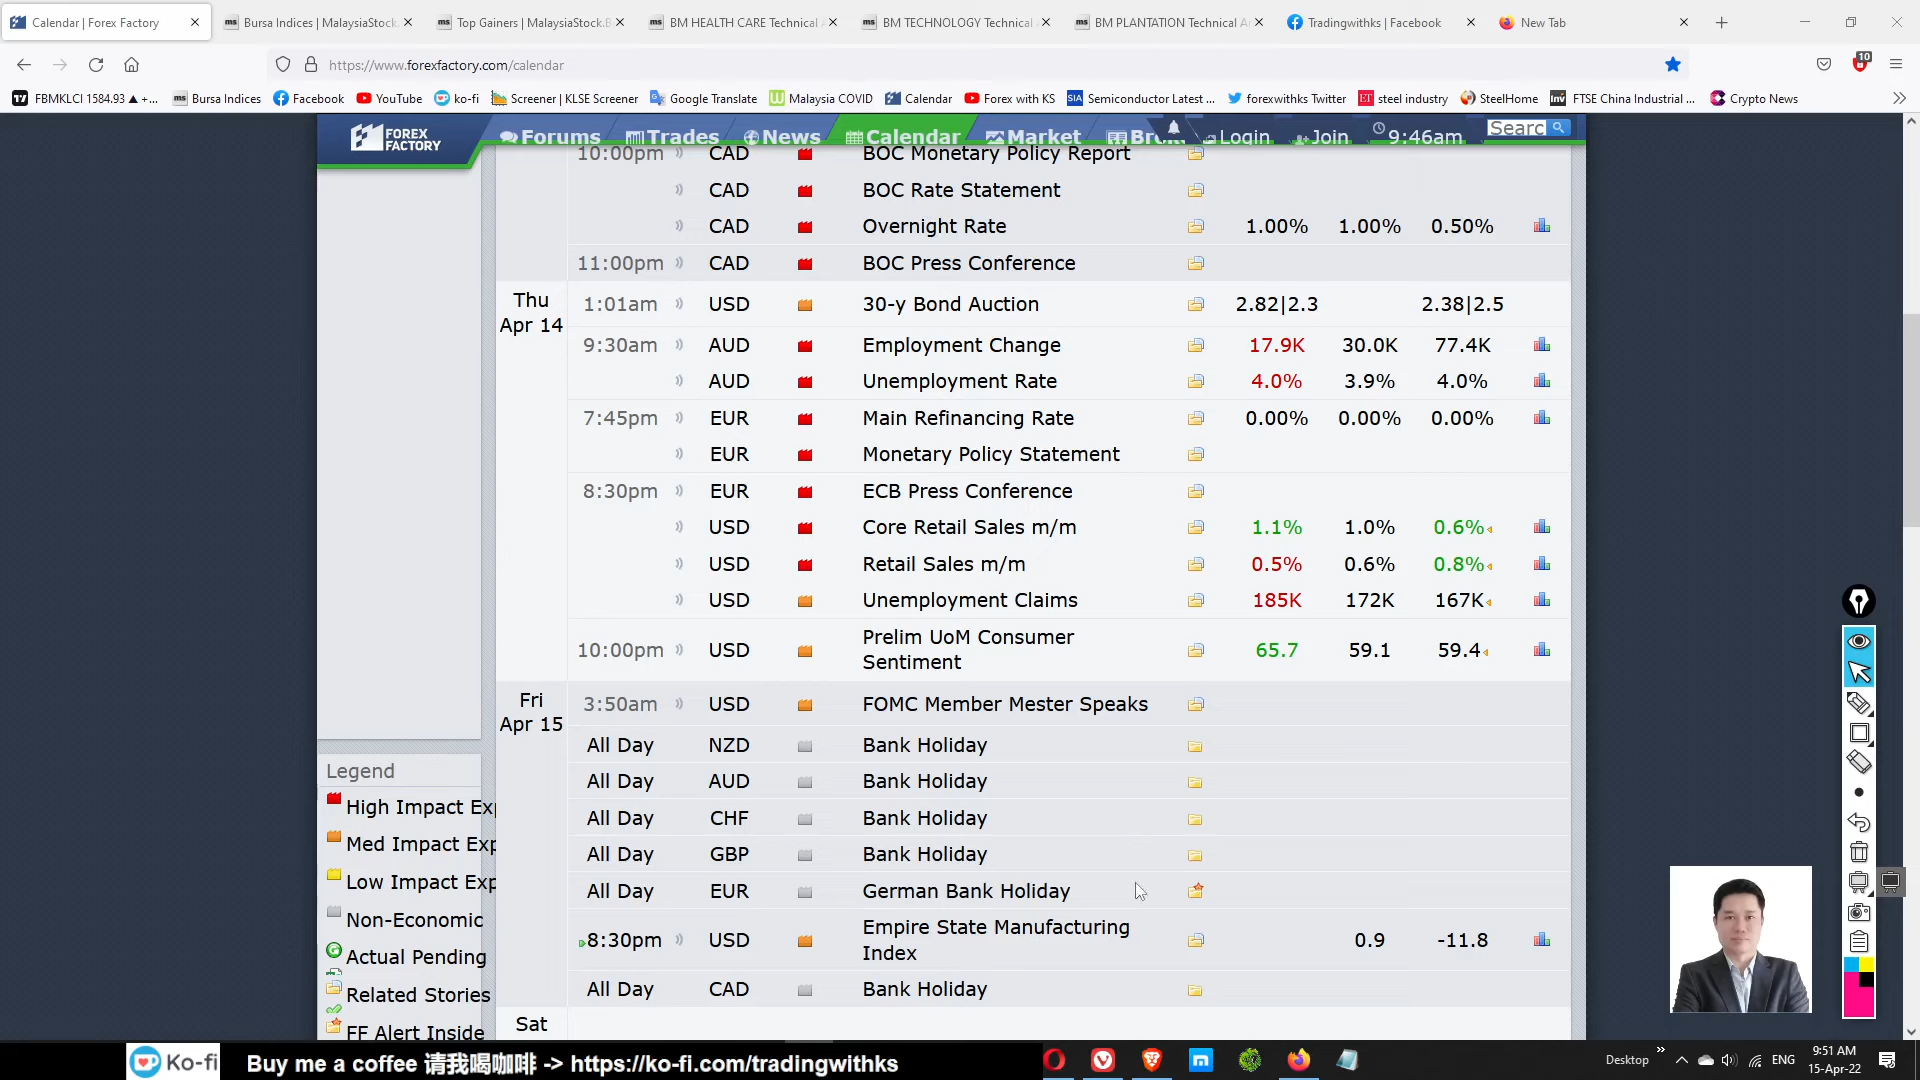 Calendar | Forex Factory
Bursa Indices | MalaysiaStock.
Top Gainers | MalaysiaStock.B
BM HEALTH CARE Technical
BM TECHNOLOGY Technical
BM PLANTATION Technical A
Tradingwithks | Facebook
New Tab
https://www.forexfactory.com/calendar
10
FBMKLCI 1584.93 ▲ +...
Bursa Indices
Facebook
YouTube
ko-fi
Screener | KLSE Screener
Google Translate
Malaysia COVID
Calendar
Forex with KS
Semiconductor Latest ...
forexwithks Twitter
steel industry
SteelHome
FTSE China Industrial ...
Crypto News
FOREX
FACTORY
Forums
Trades
News
Calendar
Market
Login
Join
9:46am
Searc
10:00pm CAD BOC Monetary Policy Report
CAD BOC Rate Statement
CAD Overnight Rate 1.00% 1.00% 0.50%
11:00pm CAD BOC Press Conference
Thu
Apr 14
1:01am USD 30-y Bond Auction 2.82|2.3 2.38|2.5
9:30am AUD Employment Change 17.9K 30.0K 77.4K
AUD Unemployment Rate 4.0% 3.9% 4.0%
7:45pm EUR Main Refinancing Rate 0.00% 0.00% 0.00%
EUR Monetary Policy Statement
8:30pm EUR ECB Press Conference
USD Core Retail Sales m/m 1.1% 1.0% 0.6%
USD Retail Sales m/m 0.5% 0.6% 0.8%
USD Unemployment Claims 185K 172K 167K
10:00pm USD Prelim UoM Consumer
Sentiment 65.7 59.1 59.4
Fri
Apr 15
3:50am USD FOMC Member Mester Speaks
All Day NZD Bank Holiday
All Day AUD Bank Holiday
All Day CHF Bank Holiday
All Day GBP Bank Holiday
All Day EUR German Bank Holiday
8:30pm USD Empire State Manufacturing
Index 0.9 -11.8
All Day CAD Bank Holiday
Sat
Legend
High Impact Exp
Med Impact Exp
Low Impact Exp
Non-Economic
Actual Pending
Related Stories
FF Alert Inside
Ko-fi
Buy me a coffee 请我喝咖啡 -> https://ko-fi.com/tradingwithks
Desktop
ENG
9:51 AM
15-Apr-22